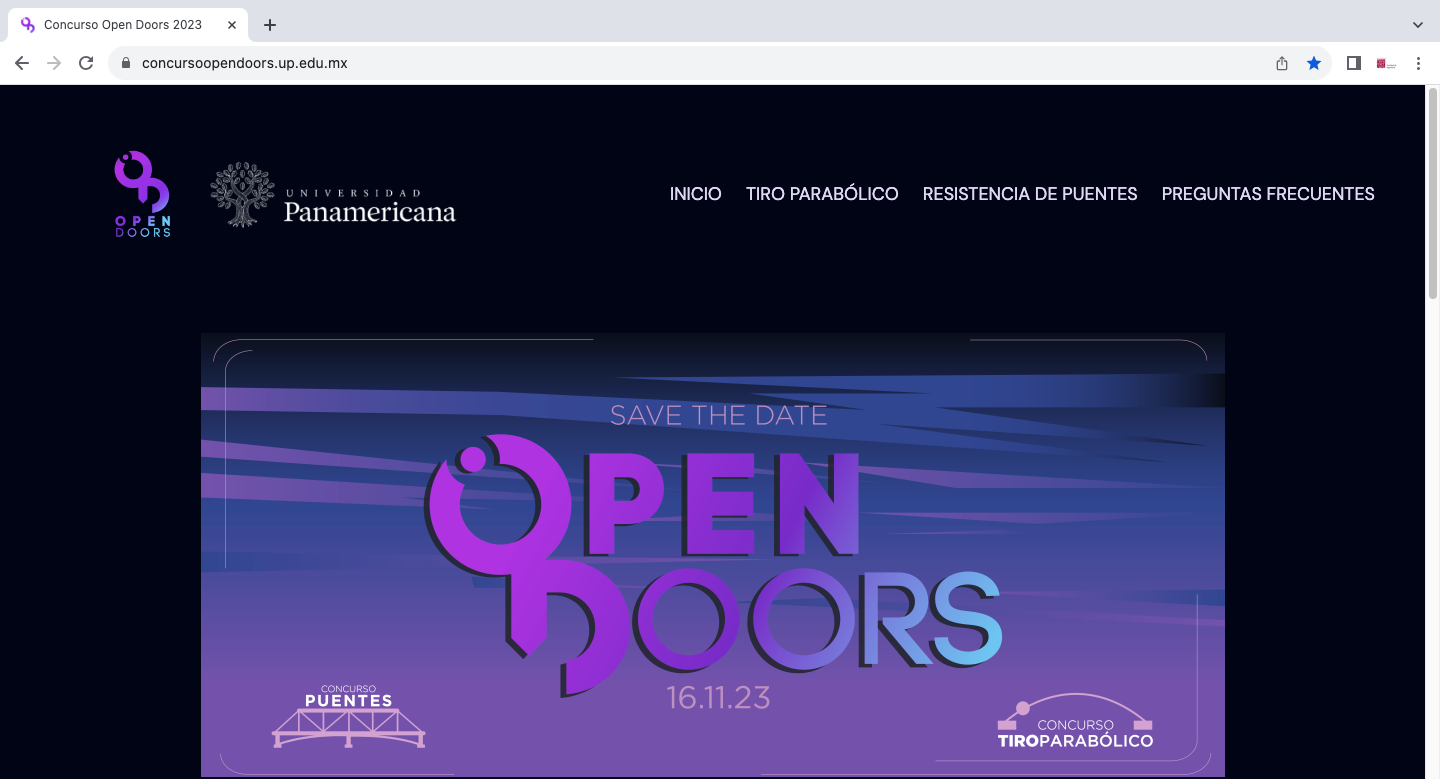 Concurso Open Doors 2023
concursoopendoors.up.edu.mx
OPEN
DOORS
UNIVERSIDAD
Panamericana
INICIO TIRO PARABÓLICO RESISTENCIA DE PUENTES PREGUNTAS FRECUENTES
SAVE THE DATE
OPEN
DOORS
16.11.23
CONCURSO
PUENTES
CONCURSO
TIROPARABÓLICO